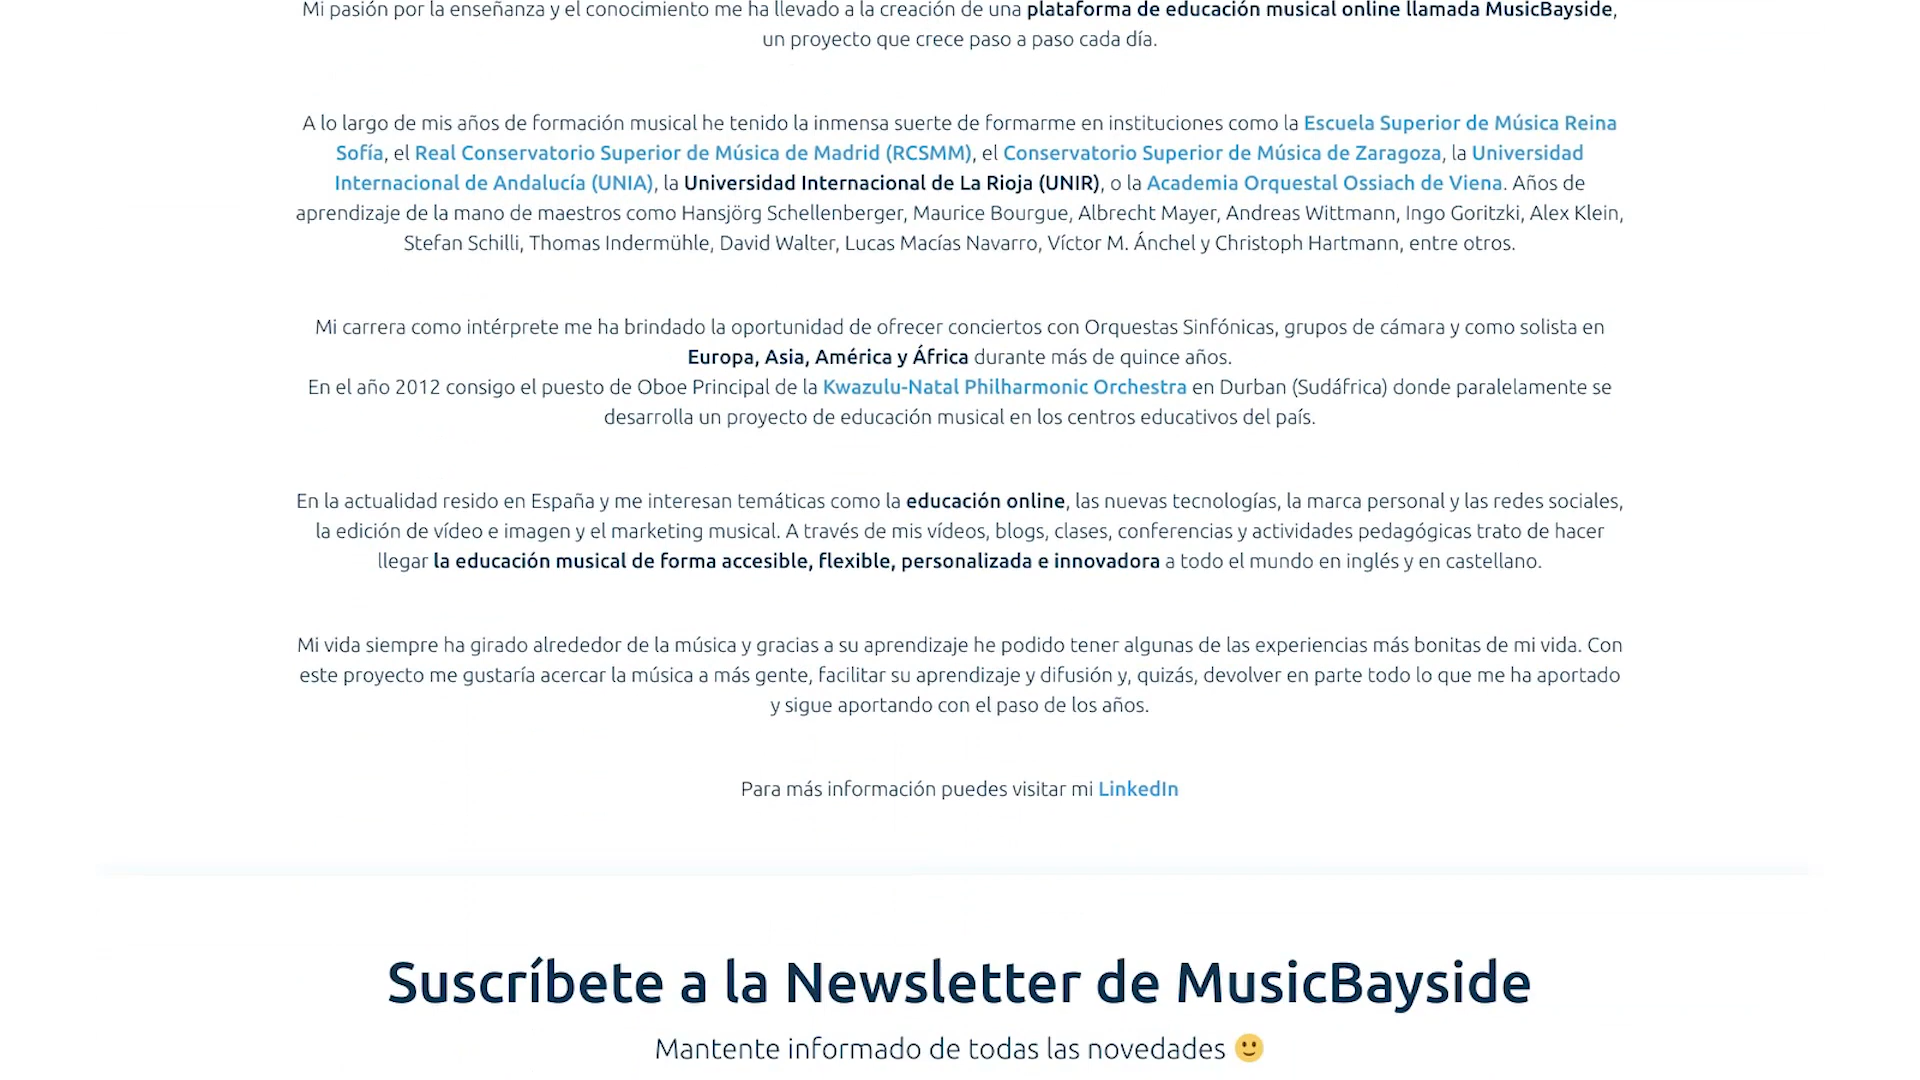 Mi pasión por la enseñanza y el conocimiento me ha llevado a la creación de una plataforma de educación musical online llamada MusicBayside,
un proyecto que crece paso a paso cada día.
A lo largo de mis años de formación musical he tenido la inmensa suerte de formarme en instituciones como la Escuela Superior de Música Reina
Sofía, el Real Conservatorio Superior de Música de Madrid (RCSMM), el Conservatorio Superior de Música de Zaragoza, la Universidad
Internacional de Andalucía (UNIA), la Universidad Internacional de La Rioja (UNIR), o la Academia Orquestal Ossiach de Viena. Años de
aprendizaje de la mano de maestros como Hansjörg Schellenberger, Maurice Bourgue, Albrecht Mayer, Andreas Wittmann, Ingo Goritzki, Alex Klein,
Stefan Schilli, Thomas Indermühle, David Walter, Lucas Macías Navarro, Víctor M. Ánchel y Christoph Hartmann, entre otros.
Mi carrera como intérprete me ha brindado la oportunidad de ofrecer conciertos con Orquestas Sinfónicas, grupos de cámara y como solista en
Europa, Asia, América y África durante más de quince años.
En el año 2012 consigo el puesto de Oboe Principal de la Kwazulu-Natal Philharmonic Orchestra en Durban (Sudáfrica) donde paralelamente se
desarrolla un proyecto de educación musical en los centros educativos del país.
En la actualidad resido en España y me interesan temáticas como la educación online, las nuevas tecnologías, la marca personal y las redes sociales,
la edición de vídeo e imagen y el marketing musical. A través de mis vídeos, blogs, clases, conferencias y actividades pedagógicas trato de hacer
llegar la educación musical de forma accesible, flexible, personalizada e innovadora a todo el mundo en inglés y en castellano.
Mi vida siempre ha girado alrededor de la música y gracias a su aprendizaje he podido tener algunas de las experiencias más bonitas de mi vida. Con
este proyecto me gustaría acercar la música a más gente, facilitar su aprendizaje y difusión y, quizás, devolver en parte todo lo que me ha aportado
y sigue aportando con el paso de los años.
Para más información puedes visitar mi LinkedIn
Suscríbete a la Newsletter de MusicBayside
Mantente informado de todas las novedades 🙂